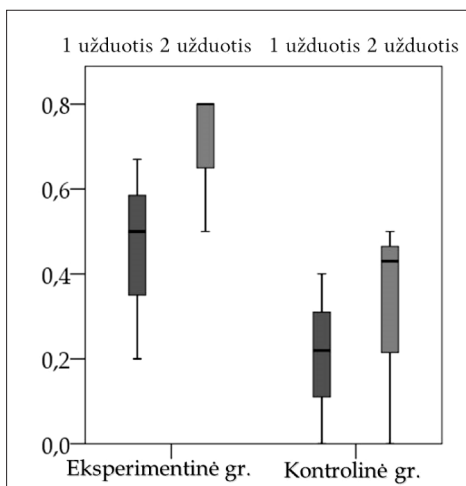 1 užduotis 2 užduotis 1 užduotis 2 užduotis
0,8
0,6
0,4
0,2
0,0
Eksperimentinė gr. Kontrolinė gr.